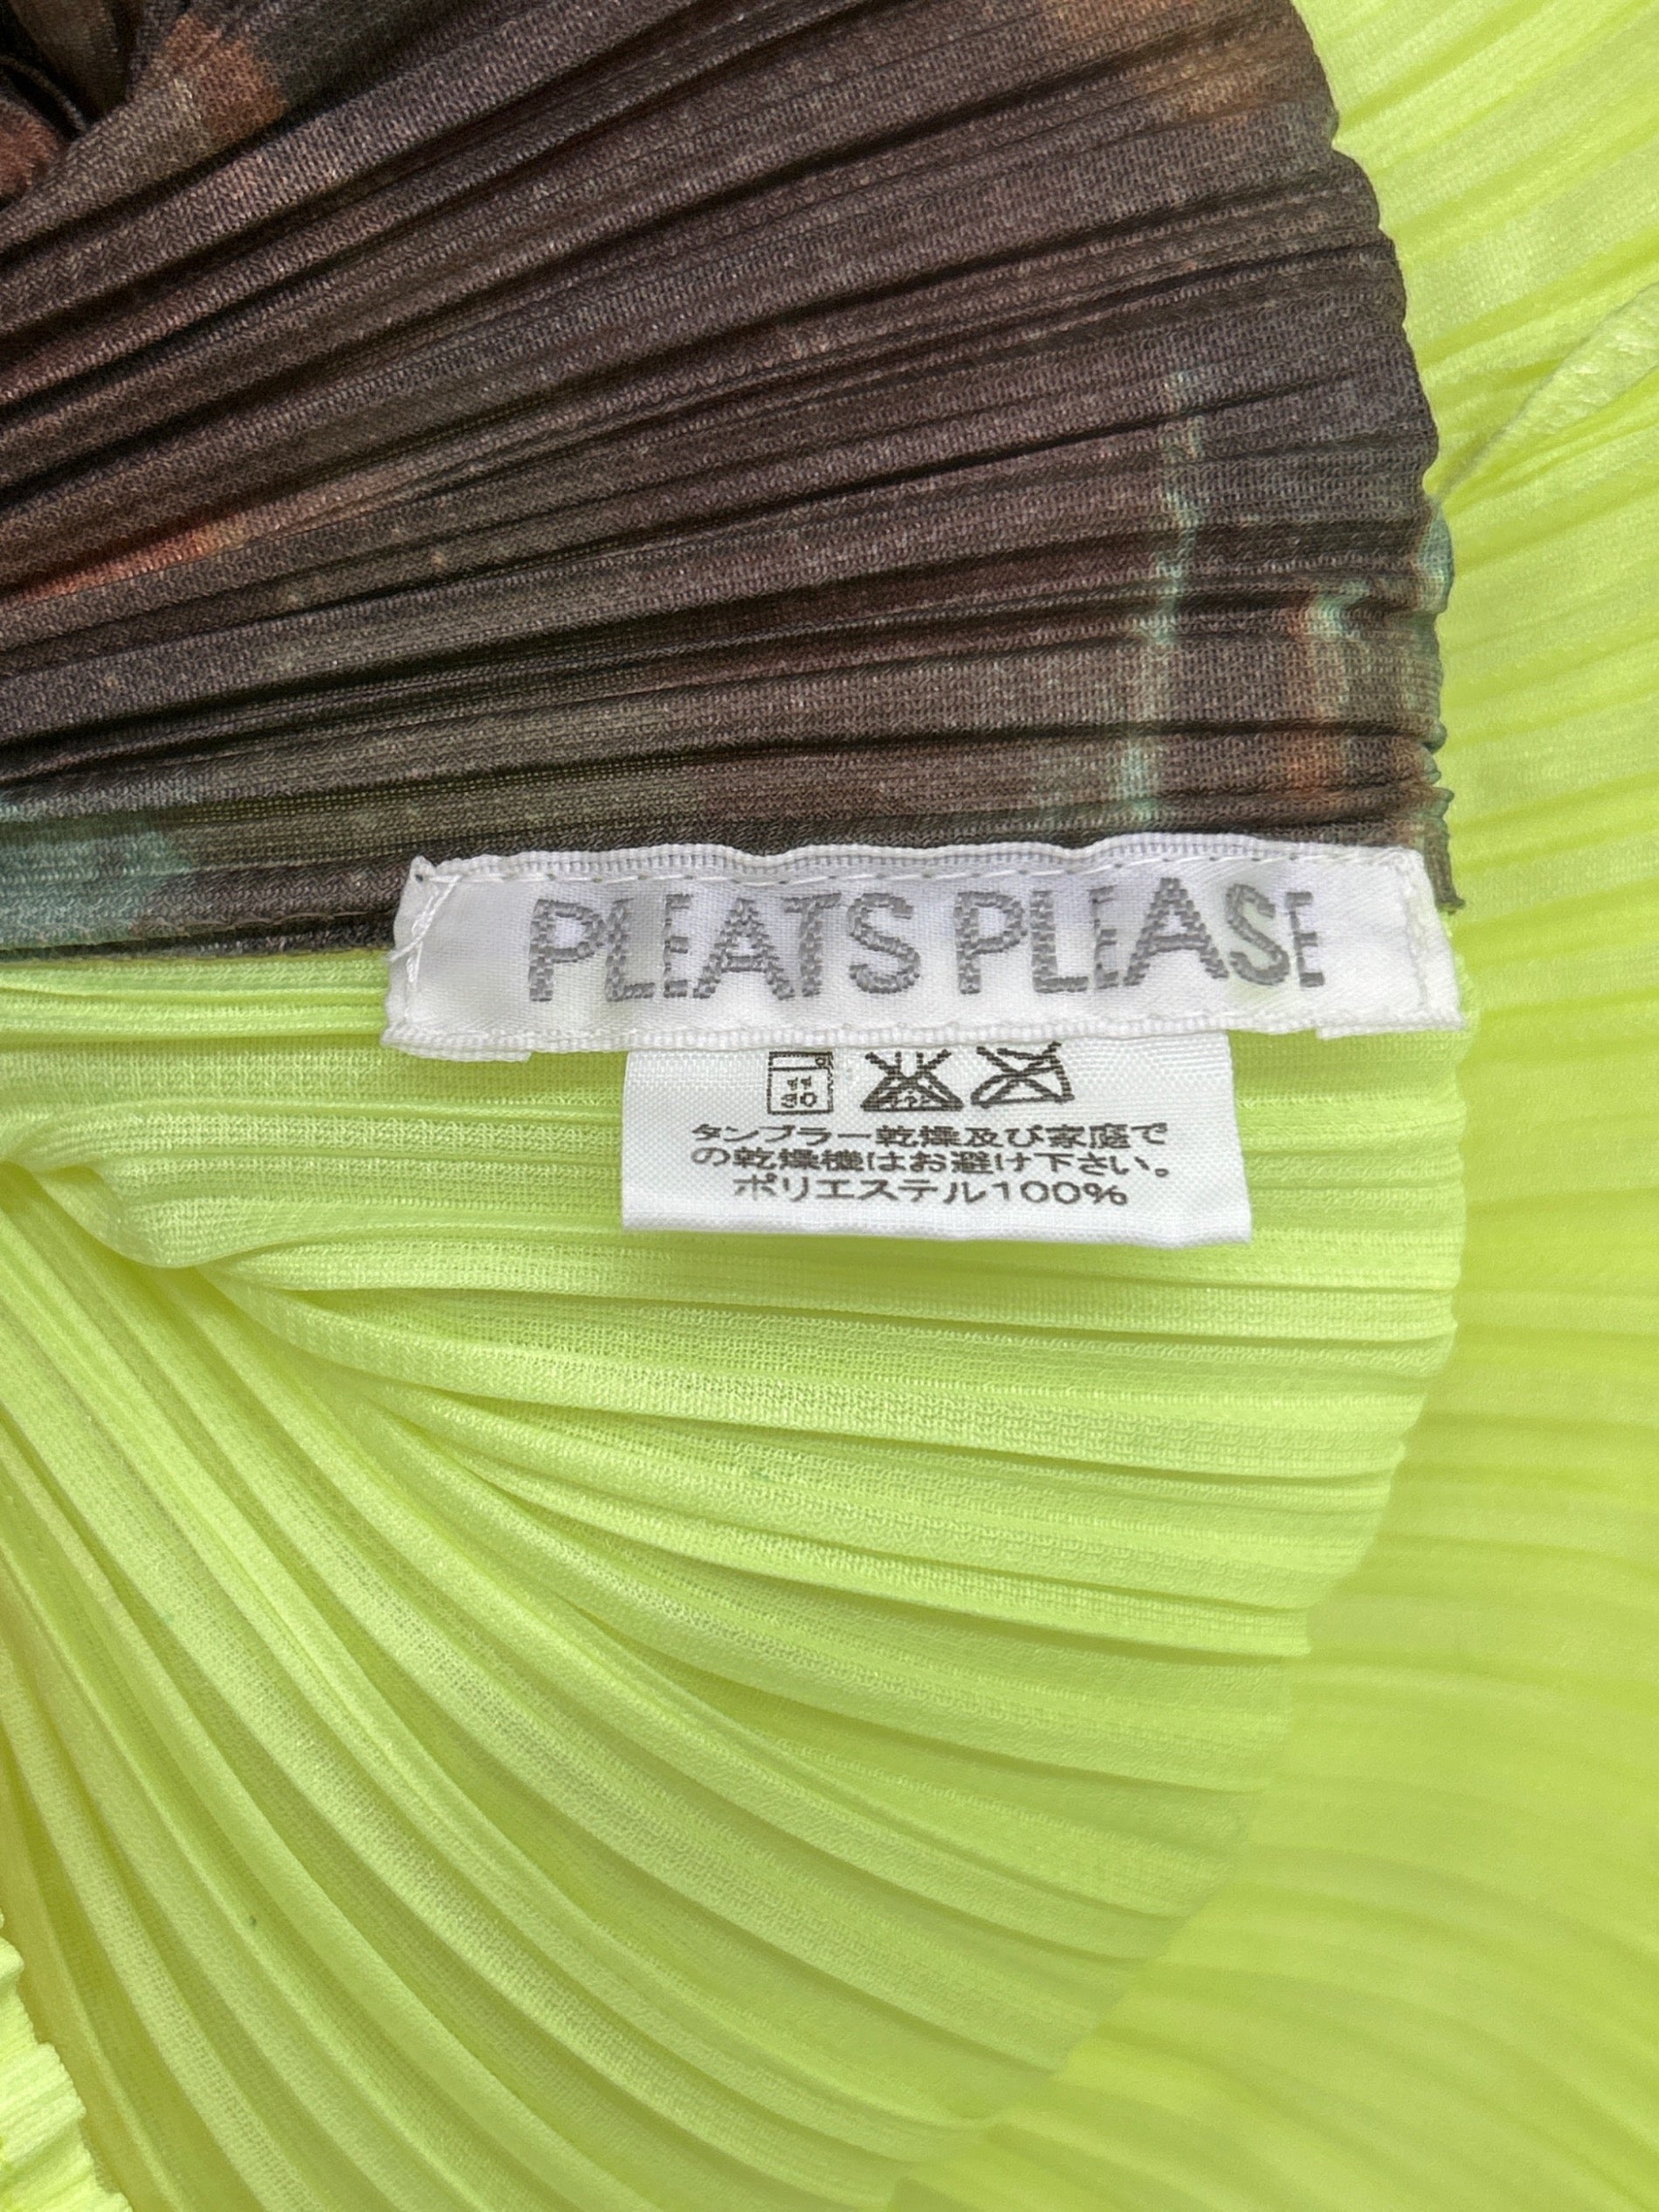 PLEATS PLEASE
タンブラー乾燥及び家庭で
の乾燥機はお避け下さい。
ポリエステル100%